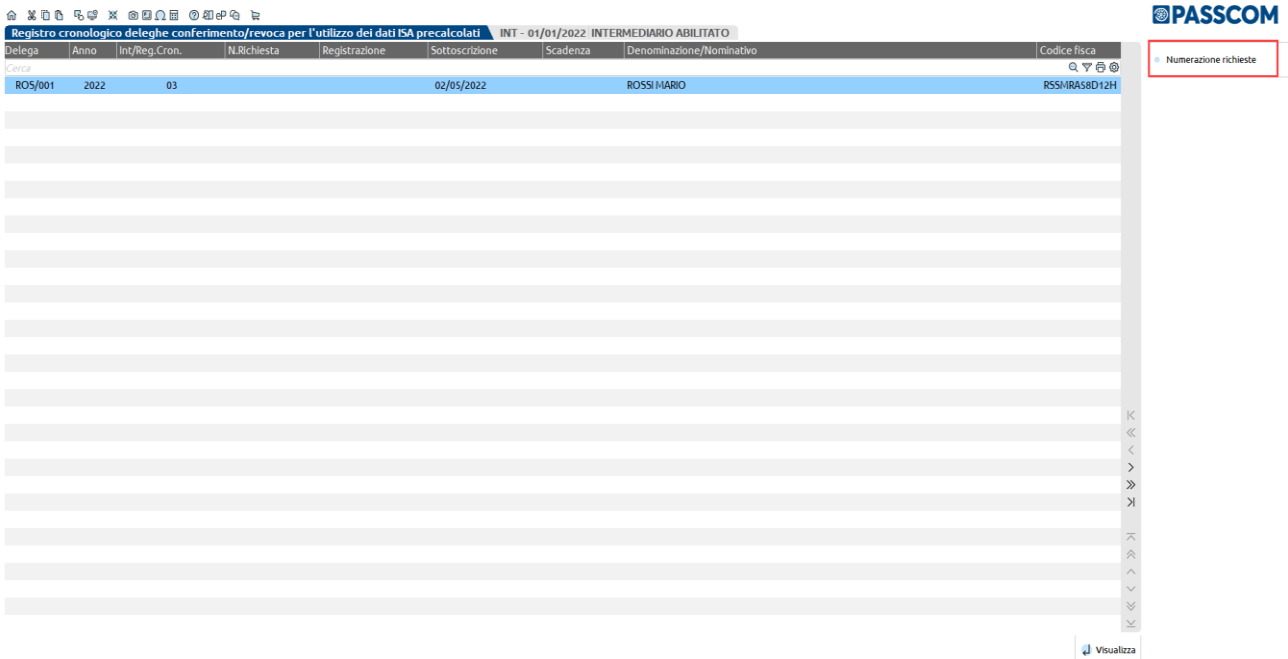 PASSCOM
Registro cronologico deleghe conferimento/revoca per l'utilizzo dei dati ISA precalcolati INT - 01/01/2022 INTERMEDIARIO ABILITATO
Delega Anno Int/Reg.Cron. N.Richiesta Registrazione Sottoscrizione Scadenza Denominazione/Nominativo Codice fisca
Numerazione richieste
Cerca
ROS/001 2022 03 02/05/2022 ROSSI MARIO RSSMRA58D12H
Visualizza